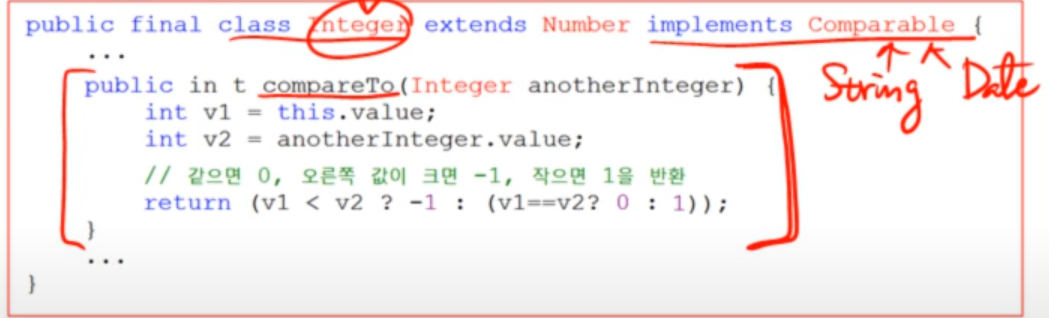 public final class Integer extends Number implements Comparable {
...
public in t compareTo(Integer anotherInteger) {
String Date
int v1 = this.value;
int v2 = anotherInteger.value;
// 같으면 0, 오른쪽 값이 크면 -1, 작으면 1을 반환
return (v1 < v2 ? -1 : (v1==v2? 0 : 1));
}
...
}